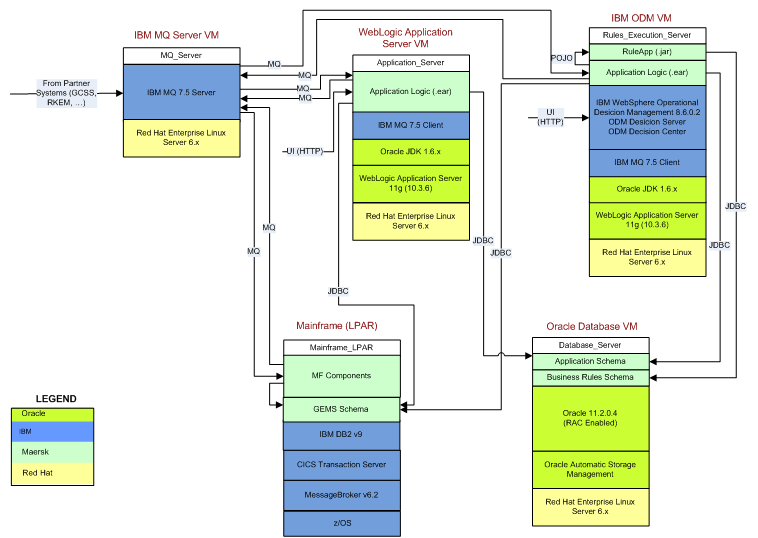 IBM MQ Server VM
MQ_Server
IBM MQ 7.5 Server
Red Hat Enterprise Linux
Server 6.x
From Partner
Systems (GCSS,
RKEM, ...)
MQ
MQ
MQ
WebLogic Application
Server VM
Application_Server
Application Logic (.ear)
IBM MQ 7.5 Client
Oracle JDK 1.6.x
WebLogic Application Server
11g (10.3.6)
Red Hat Enterprise Linux
Server 6.x
UI (HTTP)
IBM ODM VM
Rules_Execution_Server
RuleApp (.jar)
POJO
Application Logic (.ear)
IBM WebSphere Operational
Desicion Management 8.6.0.2
ODM Decision Server
ODM Decision Center
UI
(HTTP)
IBM MQ 7.5 Client
Oracle JDK 1.6.x
WebLogic Application Server
11g (10.3.6)
Red Hat Enterprise Linux
Server 6.x
MQ
MQ
JDBC
JDBC
JDBC
JDBC
JDBC
Mainframe (LPAR)
Mainframe_LPAR
MF Components
GEMS Schema
IBM DB2 v9
CICS Transaction Server
MessageBroker v6.2
z/OS
Oracle Database VM
Database_Server
Application Schema
Business Rules Schema
Oracle 11.2.0.4
(RAC Enabled)
Oracle Automatic Storage
Management
Red Hat Enterprise Linux
Server 6.x
LEGEND
Oracle
IBM
Maersk
Red Hat